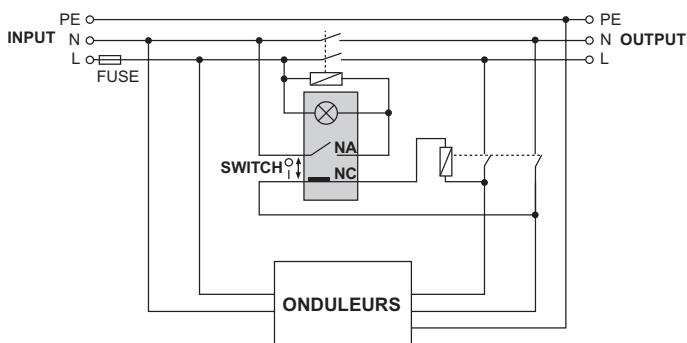 PE
PE
INPUT N
N OUTPUT
L
L
FUSE
NA
SWITCH O
I
NC
ONDULEURS